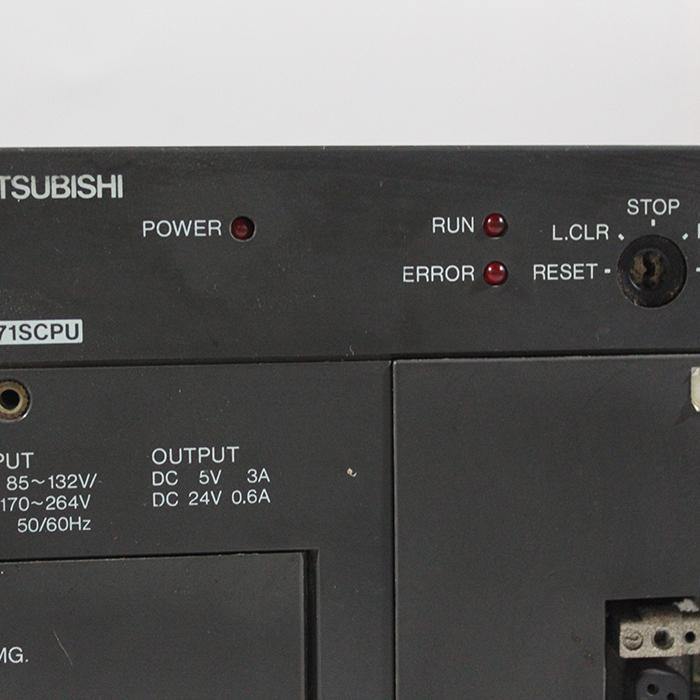 TSUBISHI
POWER
RUN
ERROR
STOP
L.CLR
RESET
71SCPU
PUT
85~132V/
170~264V
50/60Hz
OUTPUT
DC 5V 3A
DC 24V 0.6A
MG.